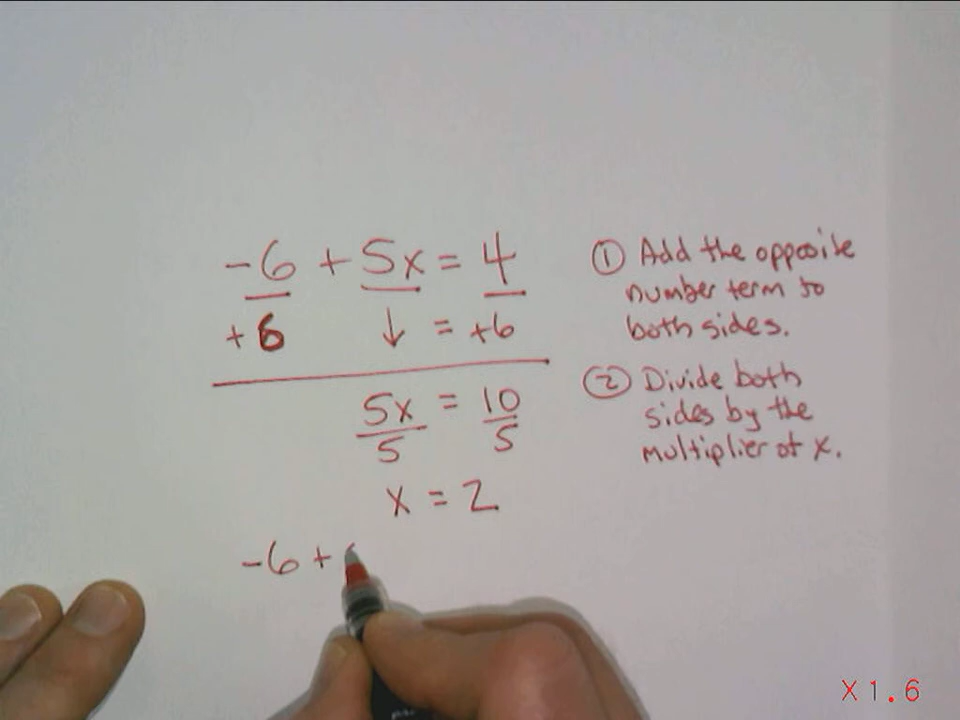 -6 + 5x = 4
+6 ↓ = +6
5x = 10
5 5
x = 2
-6 +
① Add the opposite
number term to
both sides.
② Divide both
sides by the
multiplier of x.
X1.6